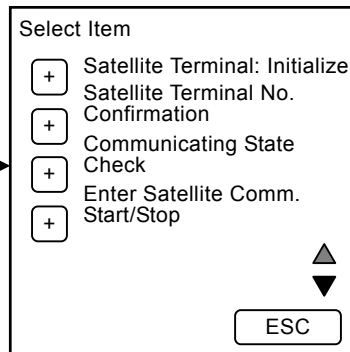 Select Item
+ Satellite Terminal: Initialize
Satellite Terminal No.
+ Confirmation
Communicating State
+ Check
Enter Satellite Comm.
+ Start/Stop
ESC